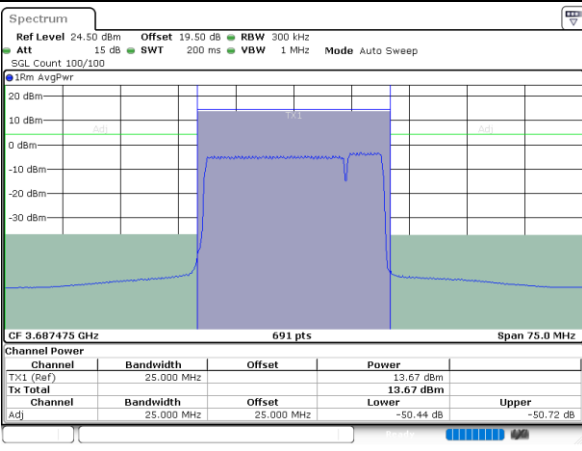 Spectrum
Ref Level 24.50 dBm Offset 19.50 dB RBW 300 kHz
Att 15 dB SWT 200 ms VBW 1 MHz Mode Auto Sweep
SGL Count 100/100
1Rm AvgPwr
20 dBm
TX1
10 dBm
Adj Adj
0 dBm
-10 dBm
-20 dBm
-30 dBm
CF 3.687475 GHz 691 pts Span 75.0 MHz
Channel Power
Channel Bandwidth Offset Power
TX1 (Ref) 25.000 MHz 13.67 dBm
Tx Total 13.67 dBm
Channel Bandwidth Offset Lower Upper
Adj 25.000 MHz 25.000 MHz -50.44 dB -50.72 dB